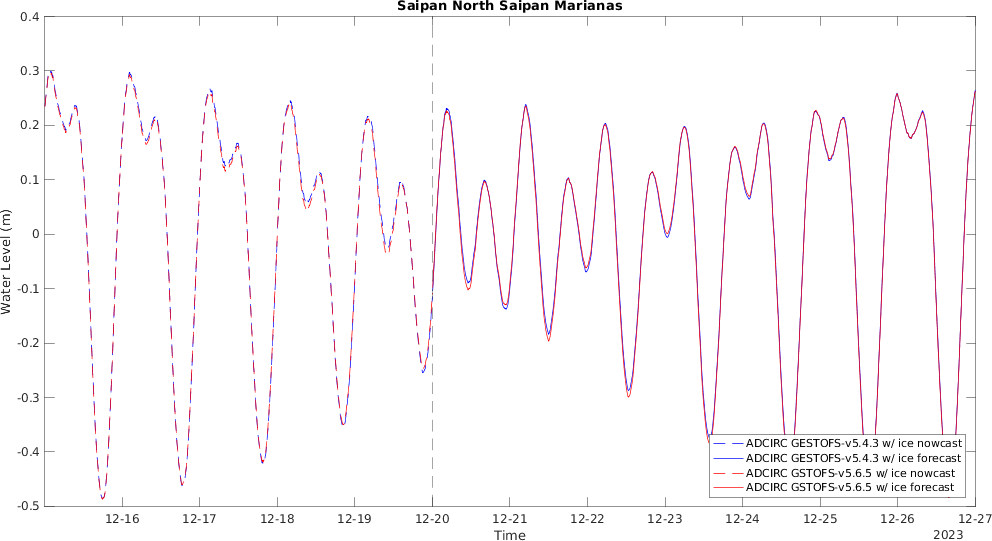 Saipan North Saipan Marianas
0.4
0.3
0.2
0.1
0
-0.1
-0.2
-0.3
-0.4
-0.5
Water Level (m)
ADCIRC GESTOFS-v5.4.3 w/ ice nowcast
ADCIRC GESTOFS-v5.4.3 w/ ice forecast
ADCIRC GSTOFS-v5.6.5 w/ ice nowcast
ADCIRC GSTOFS-v5.6.5 w/ ice forecast
12-16 12-17 12-18 12-19 12-20 12-21 12-22 12-23 12-24 12-25 12-26 12-27
Time
2023